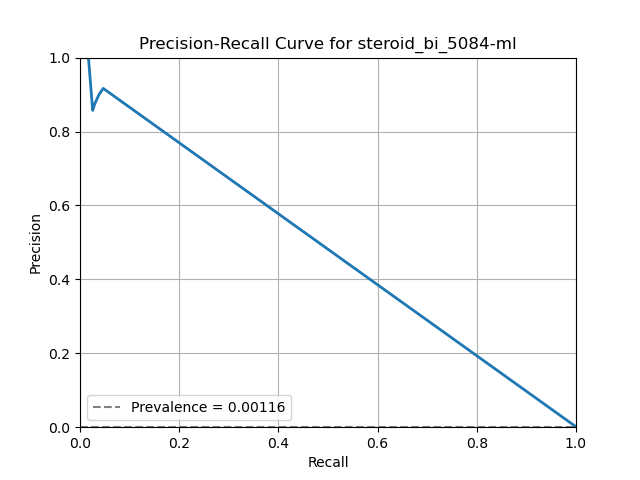 Precision-Recall Curve for steroid_bi_5084-ml
1.0
0.8
0.6
0.4
0.2
0.0
Precision
Prevalence = 0.00116
0.0 0.2 0.4 0.6 0.8 1.0
Recall